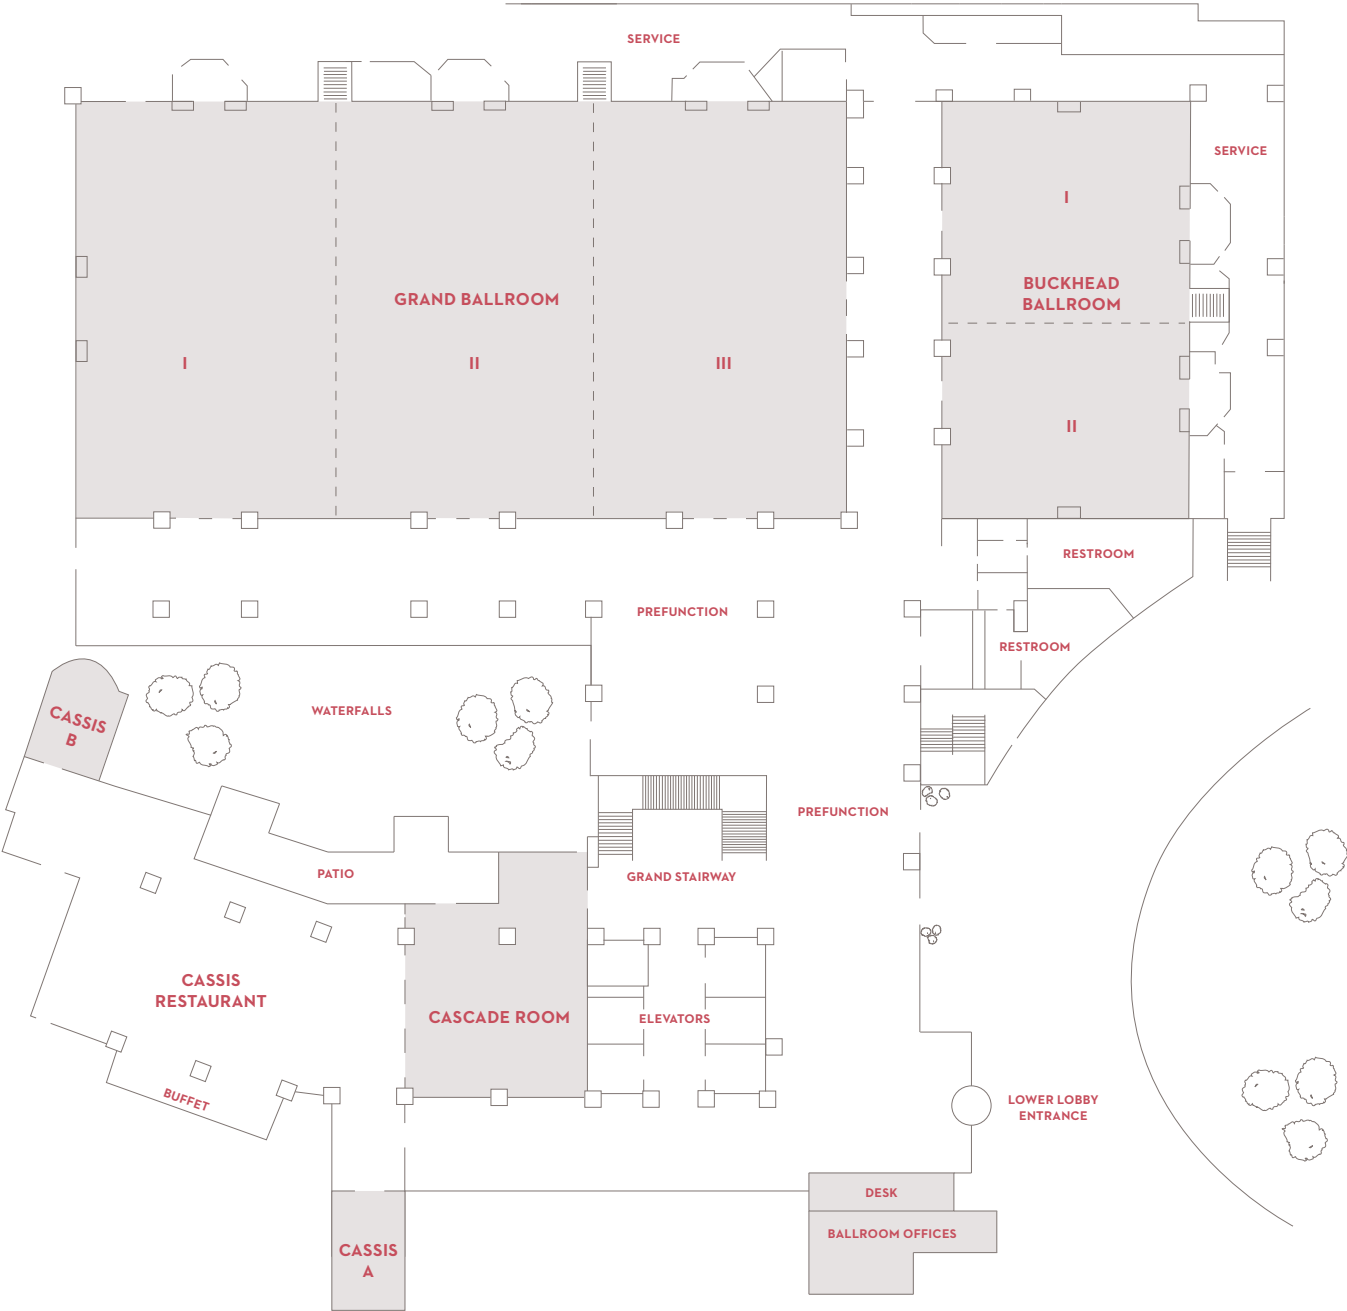 SERVICE
SERVICE
I
BUCKHEAD
BALLROOM
GRAND BALLROOM
I
II
III
II
RESTROOM
PREFUNCTION
RESTROOM
CASSIS
B
WATERFALLS
PREFUNCTION
PATIO
GRAND STAIRWAY
CASSIS
RESTAURANT
CASCADE ROOM
ELEVATORS
BUFFET
LOWER LOBBY
ENTRANCE
DESK
BALLROOM OFFICES
CASSIS
A